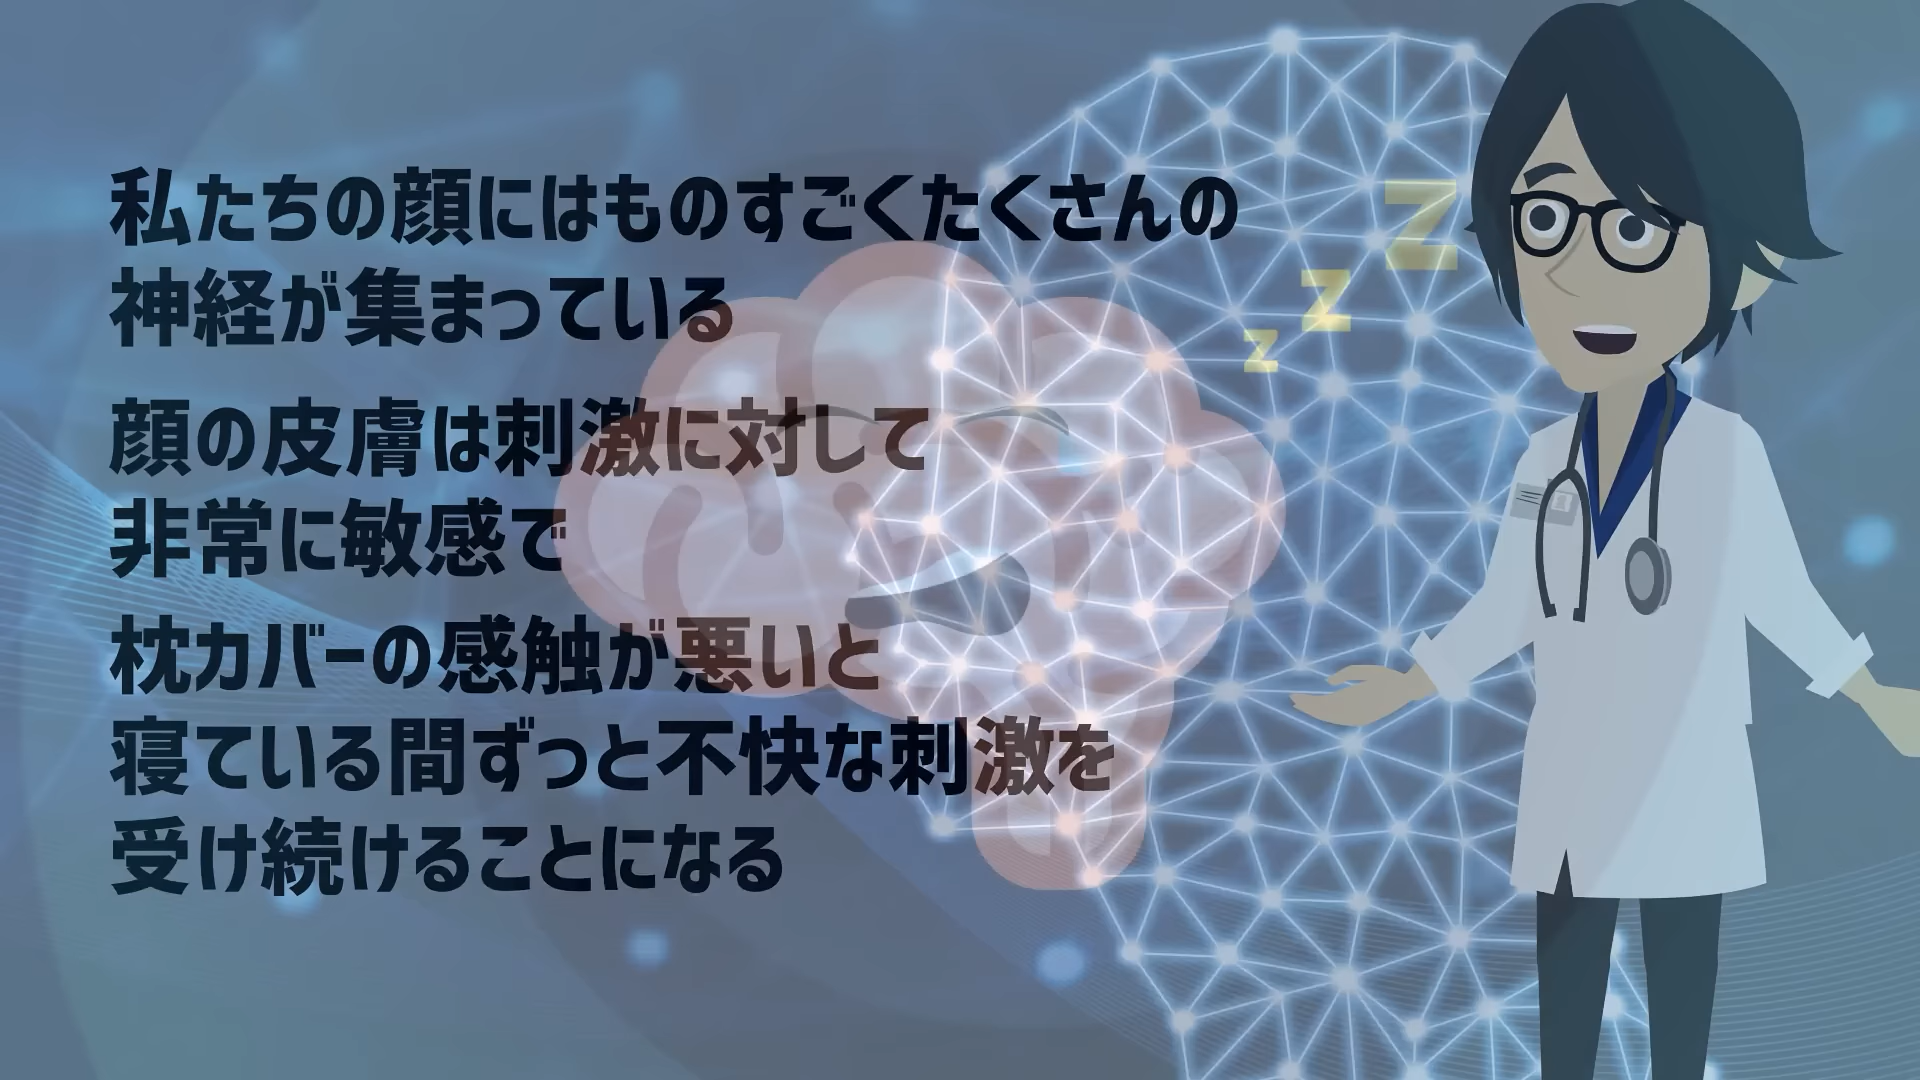 私たちの顔にはものすごくたくさんの
神経が集まっている
顔の皮膚は刺激に対して
非常に敏感で
枕カバーの感触が悪いと
寝ている間ずっと不快な刺激を
受け続けることになる
z
z
Z